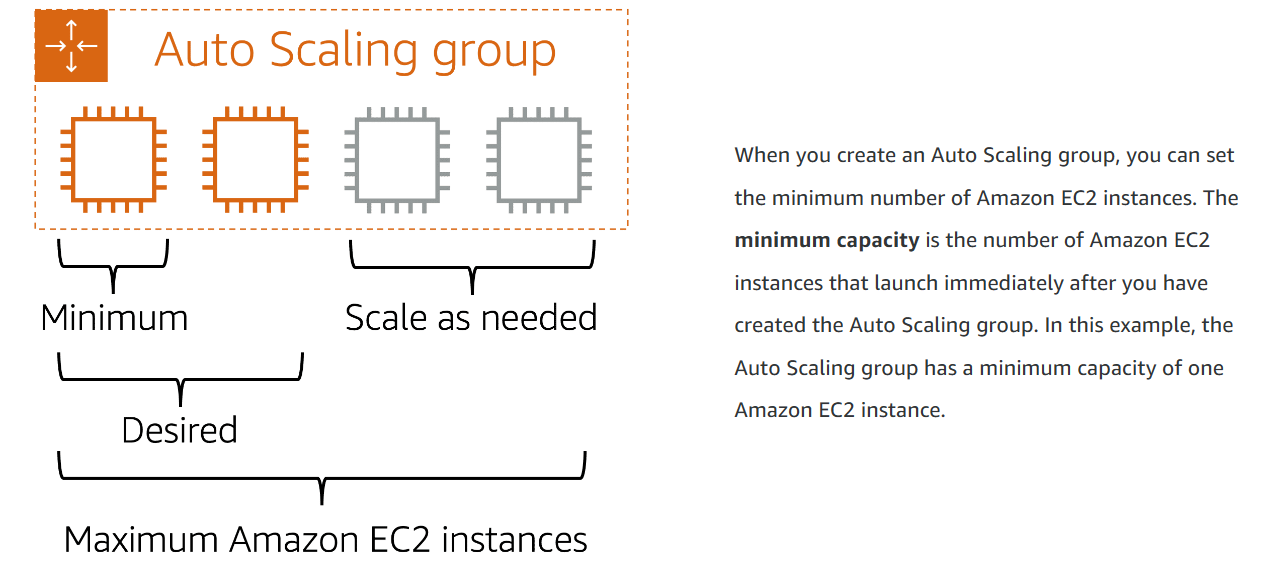 Auto Scaling group
Minimum
Scale as needed
Desired
Maximum Amazon EC2 instances
When you create an Auto Scaling group, you can set
the minimum number of Amazon EC2 instances. The
minimum capacity is the number of Amazon EC2
instances that launch immediately after you have
created the Auto Scaling group. In this example, the
Auto Scaling group has a minimum capacity of one
Amazon EC2 instance.